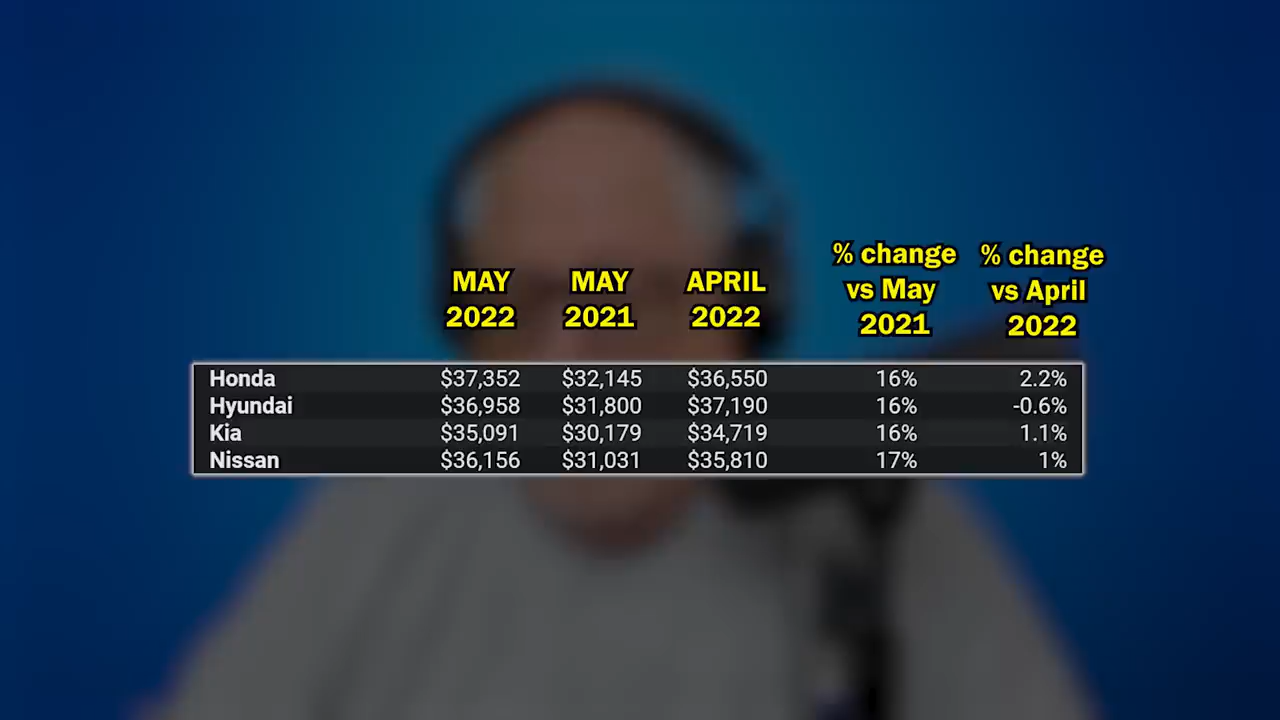 MAY 2022 MAY 2021 APRIL 2022 % change vs May 2021 % change vs April 2022
Honda $37,352 $32,145 $36,550 16% 2.2%
Hyundai $36,958 $31,800 $37,190 16% -0.6%
Kia $35,091 $30,179 $34,719 16% 1.1%
Nissan $36,156 $31,031 $35,810 17% 1%